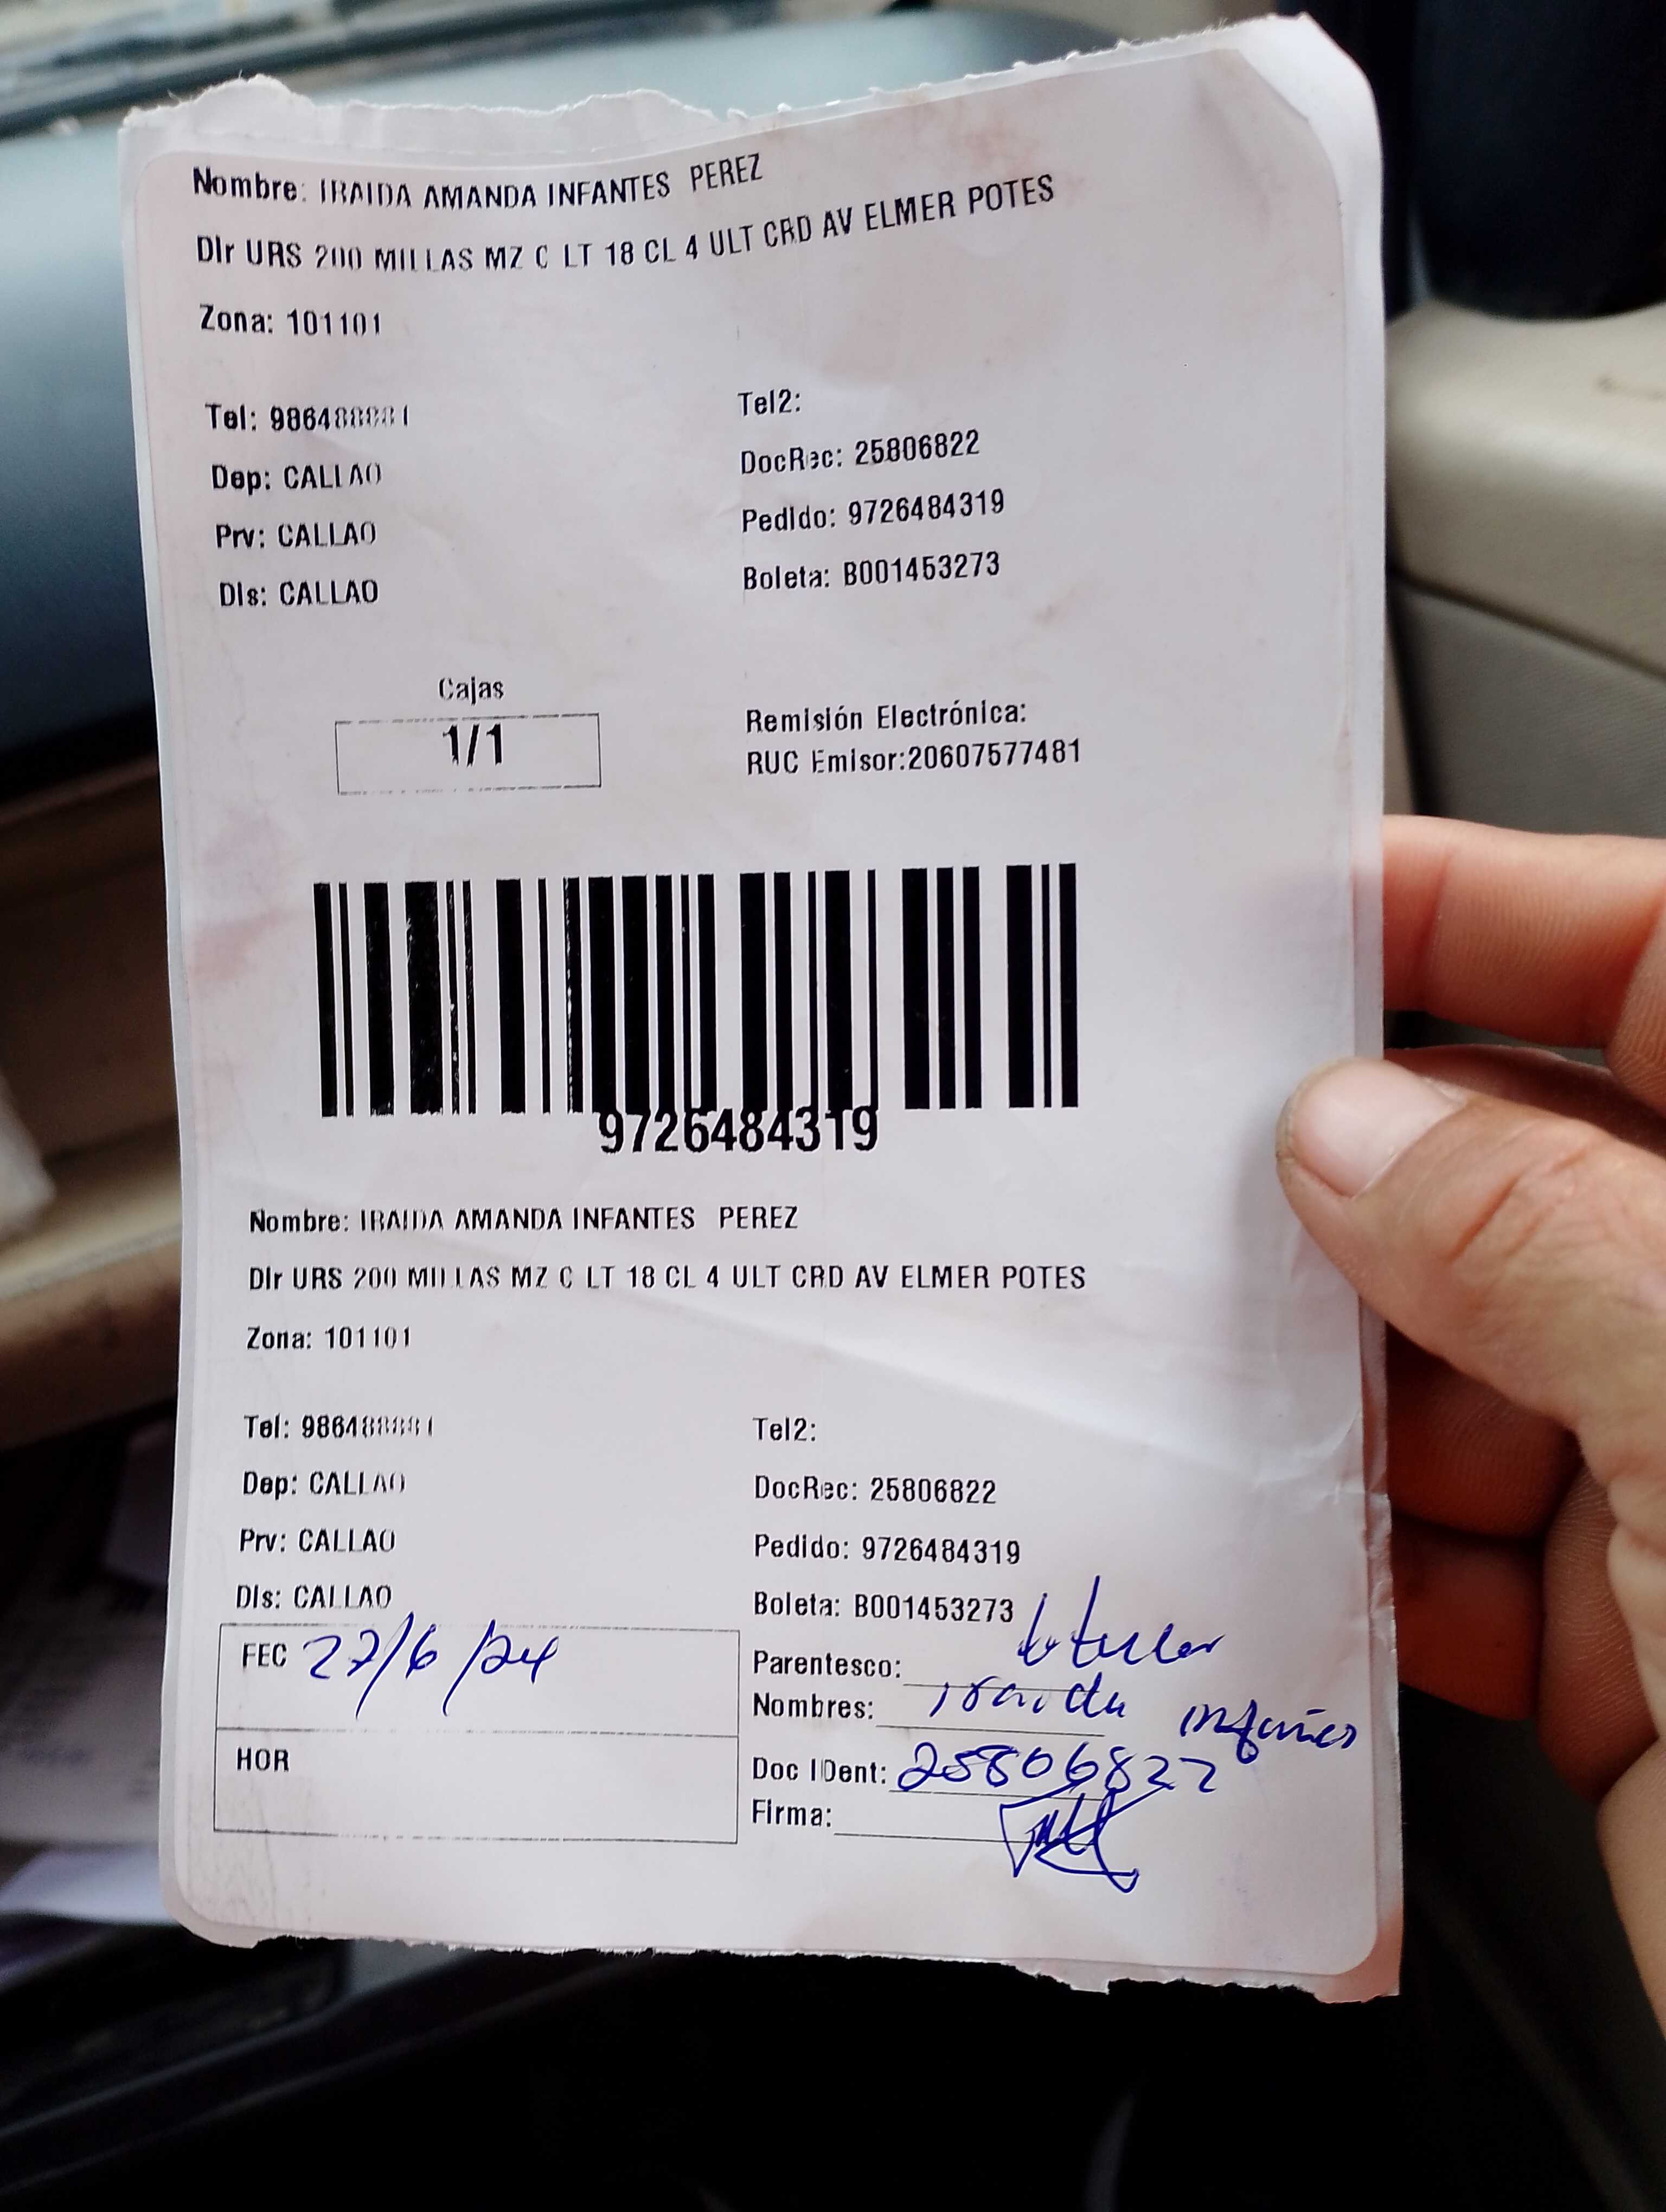 Nombre: IRAIDA AMANDA INFANTES PEREZ
Dir URS 200 MILLAS MZ C LT 18 CL 4 ULT CRD AV ELMER POTES
Zona: 101101
Tel:
Tel2:
Dep: CALLAO
DocRec: 25806822
Prv: CALLAO
Pedido: 9726484319
Dis: CALLAO
Boleta: B001453273
Cajas
1/1
Remisión Electrónica:
RUC Emisor:20607577481
9726484319
Nombre: IRAIDA AMANDA INFANTES PEREZ
Dir URS 200 MILLAS MZ C LT 18 CL 4 ULT CRD AV ELMER POTES
Zona: 101101
Tel:
Tel2:
Dep: CALLAO
DocRec: 25806822
Prv: CALLAO
Pedido: 9726484319
Dis: CALLAO
Boleta: B001453273
FEC 27/6/24
Parentesco: titular
Nombres: iraida
HOR
Doc IDent: 25806822
Firma: